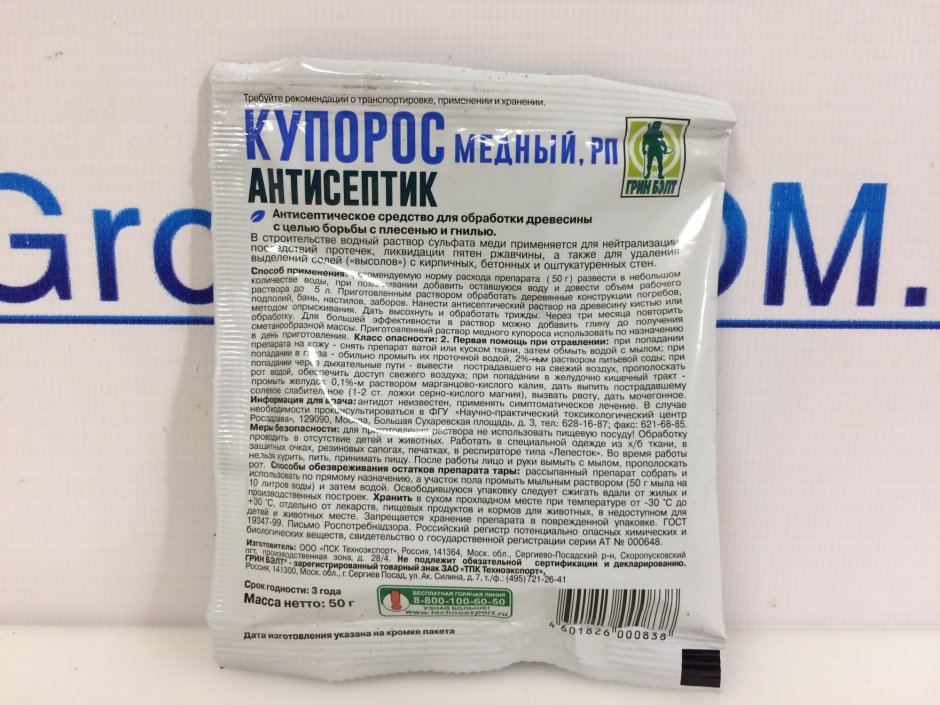 Требуйте рекомендации о транспортировке, применении и хранении.
КУПОРОС МЕДНЫЙ, РП
АНТИСЕПТИК
ГРИН БЭЛТ
Антисептическое средство для обработки древесины
с целью борьбы с плесенью и гнилью.
В строительстве водный раствор сульфата меди применяется для нейтрализации
последствий протечек, ликвидации пятен ржавчины, а также для удаления
выделений солей («высолов») с кирпичных, бетонных и оштукатуренных стен.
Способ применения: рекомендуемую норму расхода препарата (50 г) развести в небольшом
количестве воды, при помешивании добавить оставшуюся воду и довести объем рабочего
раствора до 5 л. Приготовленным раствором обработать деревянные конструкции погребов,
подполий, бань, настилов, заборов. Нанести антисептический раствор на древесину кистью или
методом опрыскивания. Дать высохнуть и обработать трижды. Через три месяца повторить
обработку. Для большей эффективности в раствор можно добавить глину до получения
сметанообразной массы. Приготовленный раствор медного купороса использовать по назначению
в день приготовления. Класс опасности: 2. Первая помощь при отравлении: при попадании
препарата на кожу - снять препарат ватой или куском ткани, затем обмыть водой с мылом; при
попадании в глаза - обильно промыть их проточной водой, 2%-ным раствором питьевой соды; при
попадании через дыхательные пути - вывести пострадавшего на свежий воздух, прополоскать
рот водой, обеспечить доступ свежего воздуха; при попадании в желудочно кишечный тракт -
промыть желудок 0,1%-м раствором марганцово-кислого калия, дать выпить пострадавшему
солевое слабительное (1-2 ст. ложки серно-кислого магния), вызвать рвоту, дать мочегонное.
Информация для врача: антидот неизвестен, применять симптоматическое лечение. В случае
необходимости проконсультироваться в ФГУ «Научно-практический токсикологический центр
Росздрава», 129090, Москва, Большая Сухаревская площадь, д. 3, тел.: 628-16-87; факс: 621-68-85.
Меры безопасности: для приготовления раствора не использовать пищевую посуду! Обработку
проводить в отсутствие детей и животных. Работать в специальной одежде из х/б ткани, в
защитных очках, резиновых сапогах, печатках, в респираторе типа «Лепесток». Во время работы
нельзя курить, пить, принимать пищу. После работы лицо и руки вымыть с мылом, прополоскать
рот. Способы обезвреживания остатков препарата тары: рассыпанный препарат собрать и
использовать по прямому назначению, а участок пола промыть мыльным раствором (50 г мыла на
10 литров воды) и затем водой. Освободившуюся упаковку следует сжигать вдали от жилых и
производственных построек. Хранить в сухом прохладном месте при температуре от -30 °С до
+30 °С, отдельно от лекарств, пищевых продуктов и кормов для животных, в недоступном для
детей и животных месте. Запрещается хранение препарата в поврежденной упаковке. ГОСТ
19347-99. Письмо Роспотребнадзора. Российский регистр потенциально опасных химических и
биологических веществ, свидетельство о государственной регистрации серии АТ № 000648.
Изготовитель: ООО «ПСК Техноэкспорт», Россия, 141364, Моск. обл., Сергиево-Посадский р-н, Скоропусковский
пгт, производственная зона, д. 28/4. Не подлежит обязательной сертификации и декларированию.
ГРИН БЭЛТ® - зарегистрированный товарный знак ЗАО «ТПК Техноэкспорт»,
Россия, 141300, Моск. обл., г. Сергиев Посад, ул. Ак. Силина, д. 7, т./ф.: (495)721-26-41
Срок годности: 3 года
Масса нетто: 50 г
БЕСПЛАТНАЯ ГОРЯЧАЯ ЛИНИЯ
8-800-100-60-50
УЗНАЙ БОЛЬШЕ!
www.technoexport.ru
4 601826 000838
Дата изготовления указана на кромке пакета
Gro
OM.